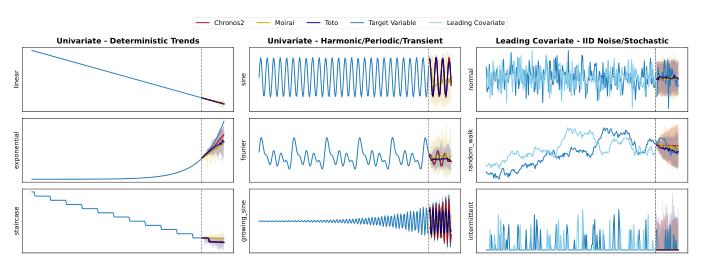 Chronos2 Moirai Toto Target Variable Leading Covariate
Univariate - Deterministic Trends
Univariate - Harmonic/Periodic/Transient
Leading Covariate - IID Noise/Stochastic
linear
sine
normal
exponential
fourier
random_walk
staircase
growing_sine
intermittent